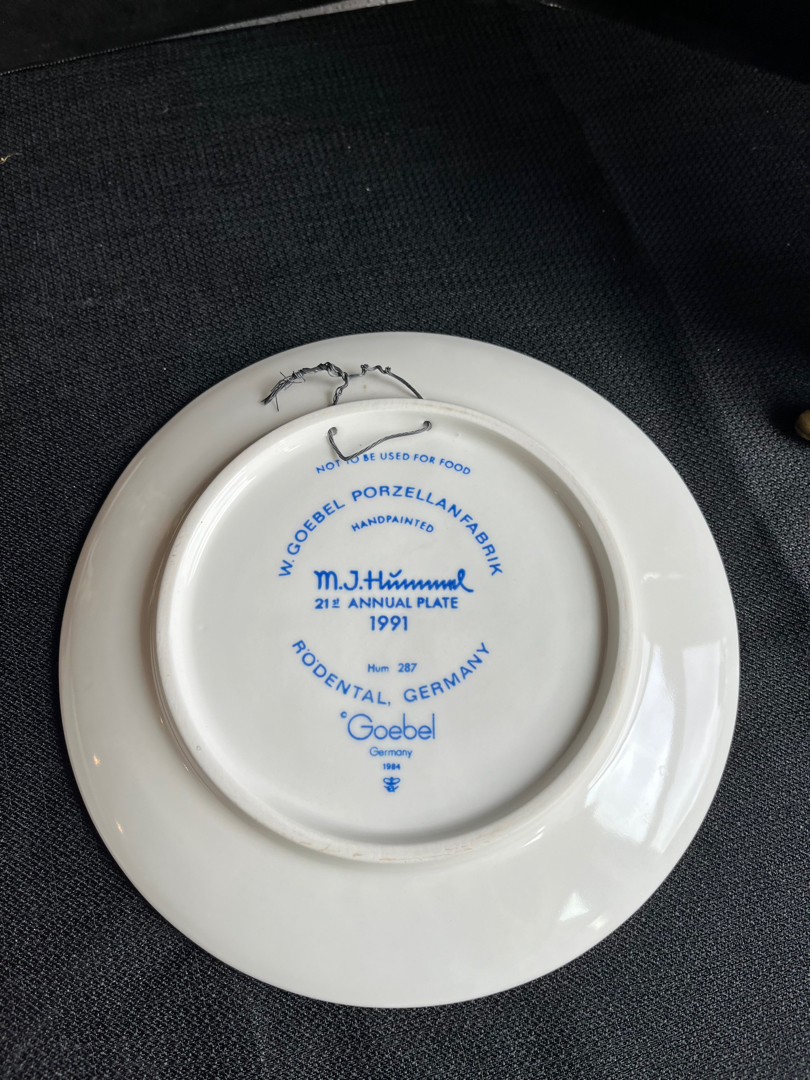 NOT TO BE USED FOR FOOD
W. GOEBEL PORZELLANFABRIK
HANDPAINTED
M.J.Hummel
21st ANNUAL PLATE
1991
Hum 287
RÖDENTAL, GERMANY
© Goebel
Germany
1984